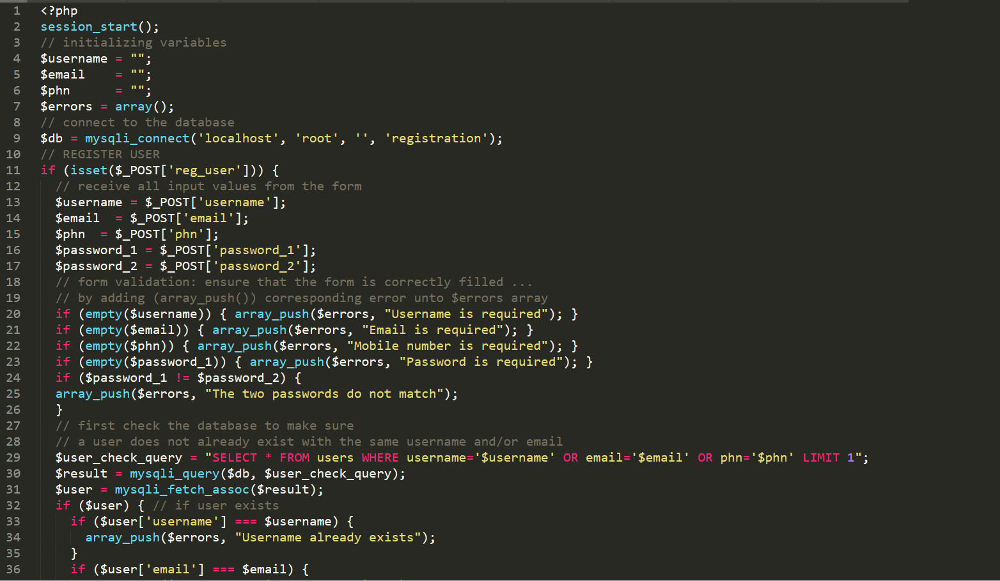 1 <?php
2 session_start();
3 // initializing variables
4 $username = "";
5 $email    = "";
6 $phn      = "";
7 $errors = array();
8 // connect to the database
9 $db = mysqli_connect('localhost', 'root', '', 'registration');
10 // REGISTER USER
11 if (isset($_POST['reg_user'])) {
12   // receive all input values from the form
13   $username = $_POST['username'];
14   $email  = $_POST['email'];
15   $phn  = $_POST['phn'];
16   $password_1 = $_POST['password_1'];
17   $password_2 = $_POST['password_2'];
18   // form validation: ensure that the form is correctly filled ...
19   // by adding (array_push()) corresponding error unto $errors array
20   if (empty($username)) { array_push($errors, "Username is required"); }
21   if (empty($email)) { array_push($errors, "Email is required"); }
22   if (empty($phn)) { array_push($errors, "Mobile number is required"); }
23   if (empty($password_1)) { array_push($errors, "Password is required"); }
24   if ($password_1 != $password_2) {
25   array_push($errors, "The two passwords do not match");
26   }
27   // first check the database to make sure
28   // a user does not already exist with the same username and/or email
29   $user_check_query = "SELECT * FROM users WHERE username='$username' OR email='$email' OR phn='$phn' LIMIT 1";
30   $result = mysqli_query($db, $user_check_query);
31   $user = mysqli_fetch_assoc($result);
32   if ($user) { // if user exists
33     if ($user['username'] === $username) {
34       array_push($errors, "Username already exists");
35     }
36     if ($user['email'] === $email) {